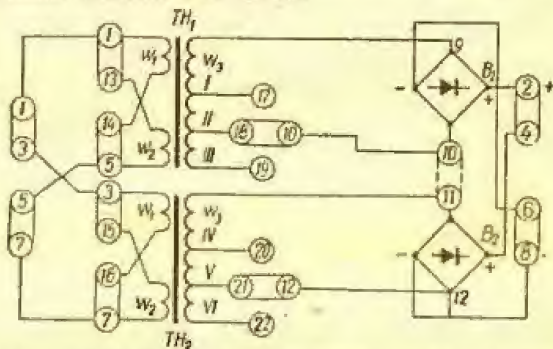 ТН₁
1 W₁ W₃ 9
13 I 17 - B₁ + 2 +
1 14 II 18 10 10 4
3 W₂ III 19
5
5 3 W₁ W₃ 11 6
15 IV 20 - B₂ + 8 -
7 16 V 21 12 12
7 W₂ VI 22
ТН₂